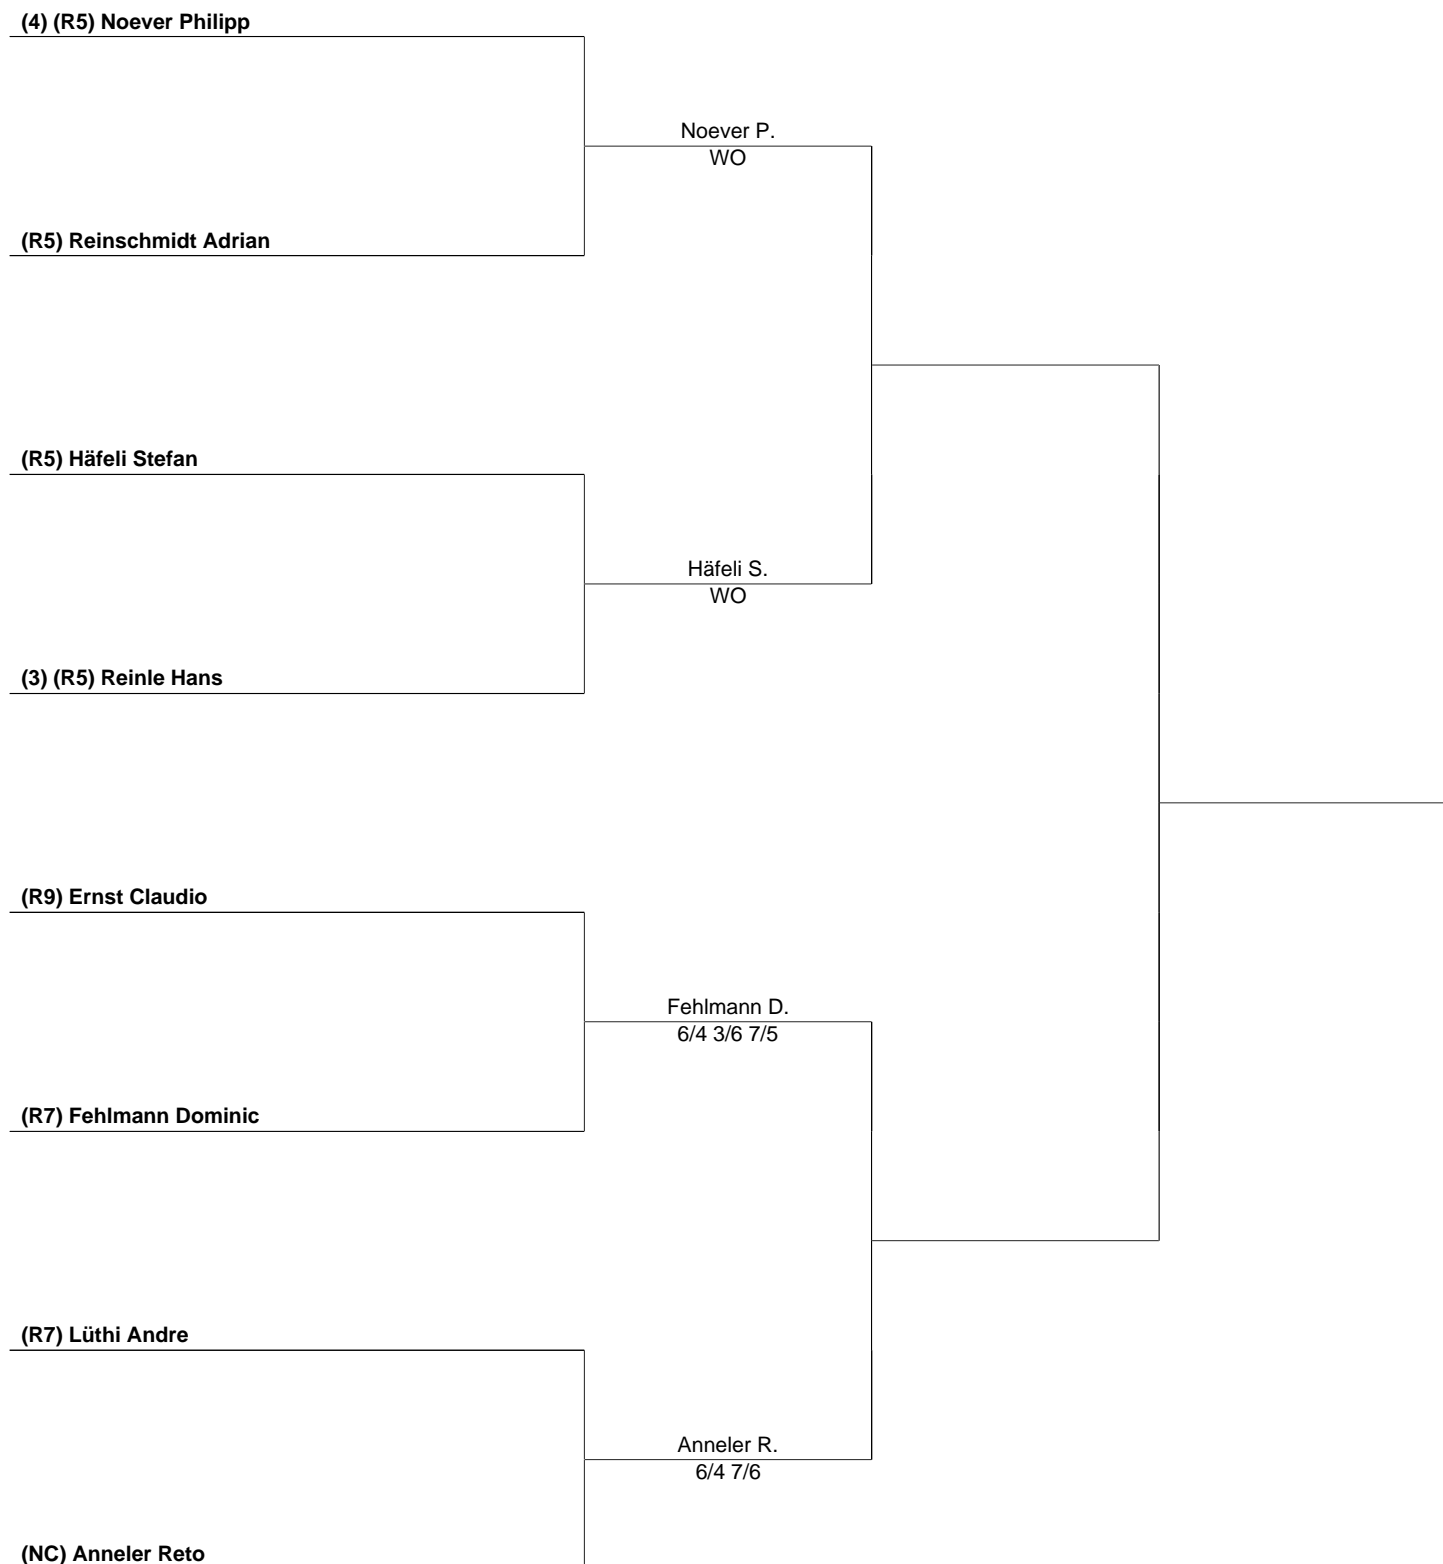 (4) (R5) Noever Philipp
Noever P.
WO
(R5) Reinschmidt Adrian
(R5) Häfeli Stefan
Häfeli S.
WO
(3) (R5) Reinle Hans
(R9) Ernst Claudio
Fehlmann D.
6/4 3/6 7/5
(R7) Fehlmann Dominic
(R7) Lüthi Andre
Anneler R.
6/4 7/6
(NC) Anneler Reto